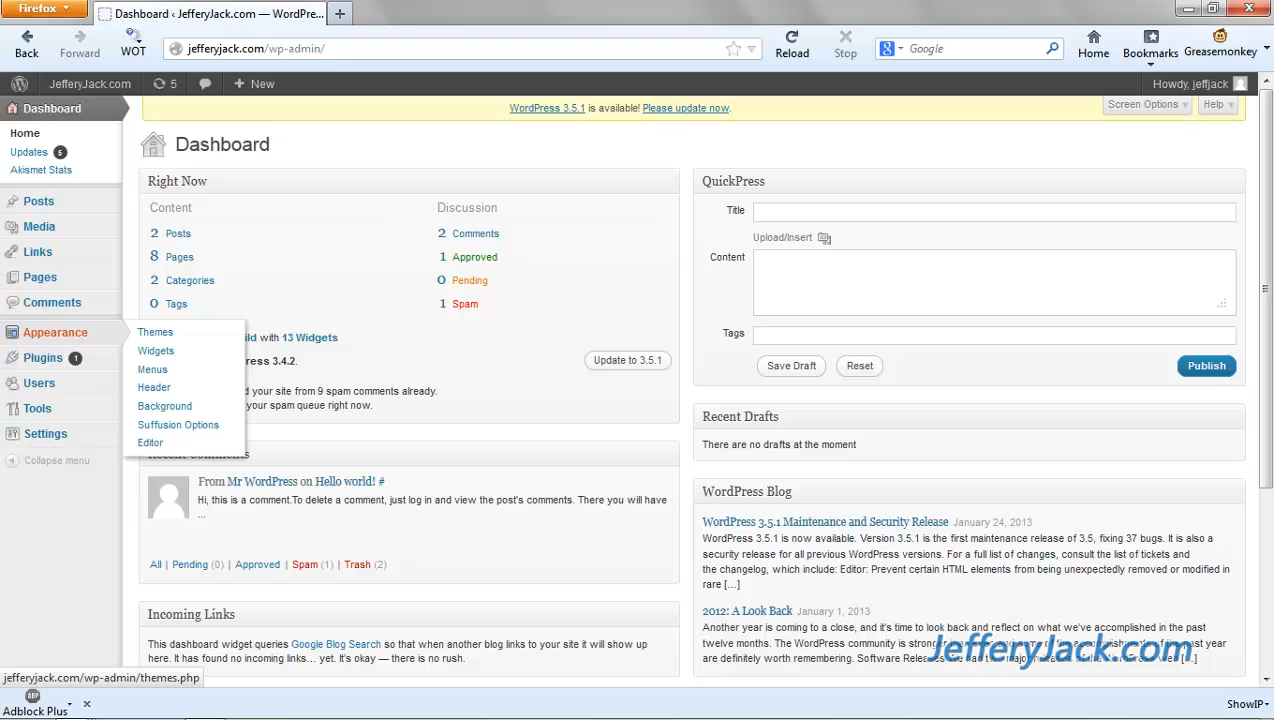 Firefox
Dashboard ‹ JefferyJack.com — WordPre...
Back
Forward
WOT
jefferyjack.com/wp-admin/
Reload
Stop
Google
Home
Bookmarks
Greasemonkey
JefferyJack.com
5
New
Howdy, jeffjack
Dashboard
Home
Updates 5
Akismet Stats
Posts
Media
Links
Pages
Comments
Appearance
Plugins 1
Users
Tools
Settings
Collapse menu
Themes
Widgets
Menus
Header
Background
Suffusion Options
Editor
WordPress 3.5.1 is available! Please update now.
Screen Options
Help
Dashboard
Right Now
Content
2 Posts
8 Pages
2 Categories
0 Tags
Discussion
2 Comments
1 Approved
0 Pending
1 Spam
ild with 13 Widgets
press 3.4.2.
Update to 3.5.1
d your site from 9 spam comments already.
your spam queue right now.
Recent Comments
From Mr WordPress on Hello world! #
Hi, this is a comment.To delete a comment, just log in and view the post's comments. There you will have
...
All | Pending (0) | Approved | Spam (1) | Trash (2)
Incoming Links
This dashboard widget queries Google Blog Search so that when another blog links to your site it will show up
here. It has found no incoming links... yet. It's okay — there is no rush.
QuickPress
Title
Upload/Insert
Content
Tags
Save Draft
Reset
Publish
Recent Drafts
There are no drafts at the moment
WordPress Blog
WordPress 3.5.1 Maintenance and Security Release January 24, 2013
WordPress 3.5.1 is now available. Version 3.5.1 is the first maintenance release of 3.5, fixing 37 bugs. It is also a
security release for all previous WordPress versions. For a full list of changes, consult the list of tickets and
the changelog, which include: Editor: Prevent certain HTML elements from being unexpectedly removed or modified in
rare [...]
2012: A Look Back January 1, 2013
Another year is coming to a close, and it's time to look back and reflect on what we've accomplished in the past
twelve months. The WordPress community is stronger
past year
are definitely worth remembering. Software Releases
JefferyJack.com
jefferyjack.com/wp-admin/themes.php
ABP
Adblock Plus
ShowIP